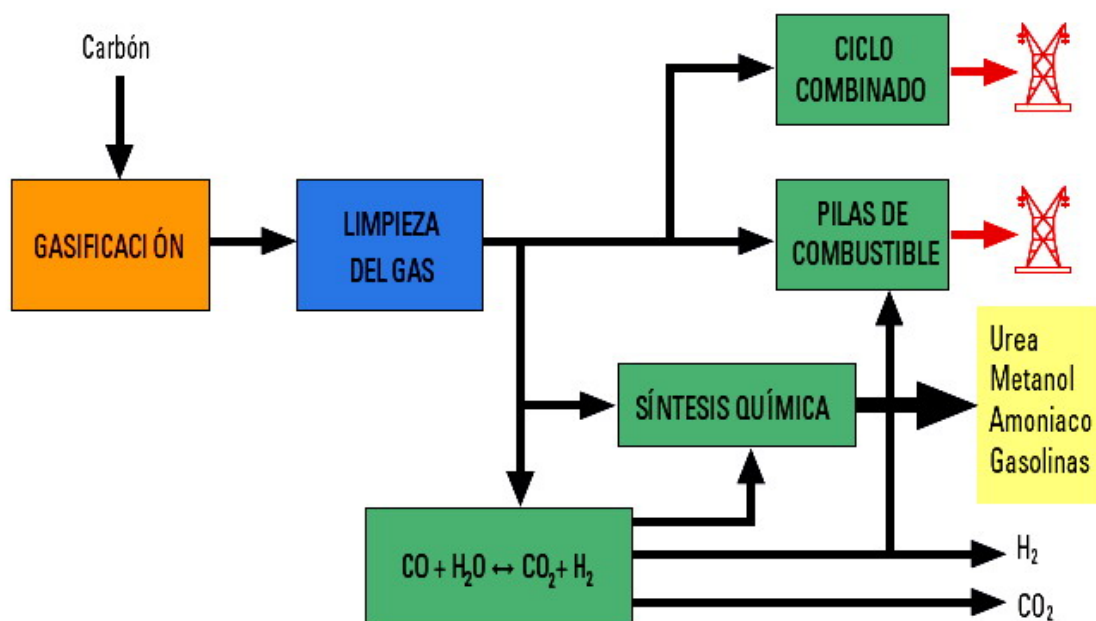 Carbón
CICLO
COMBINADO
GASIFICACIÓN
LIMPIEZA
DEL GAS
PILAS DE
COMBUSTIBLE
SÍNTESIS QUÍMICA
Urea
Metanol
Amoniaco
Gasolinas
CO + H₂O ↔ CO₂ + H₂
H₂
CO₂